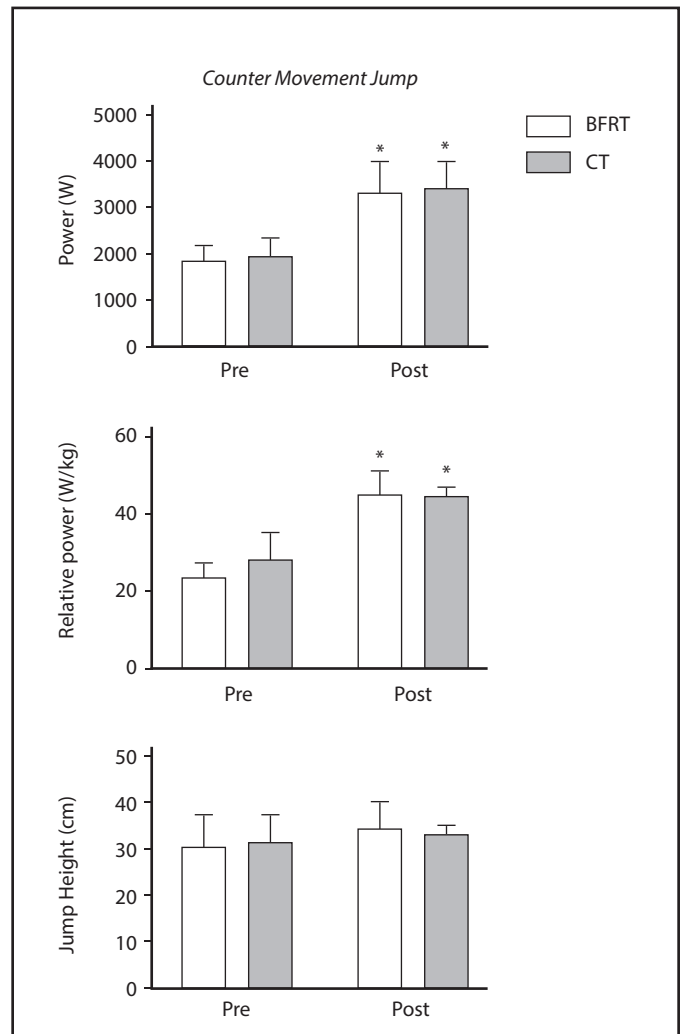 Counter Movement Jump
BFRT
CT
Power (W)
5000
4000
3000
2000
1000
0
* *
Pre Post
Relative power (W/kg)
60
40
20
0
* *
Pre Post
Jump Height (cm)
50
40
30
20
10
0
Pre Post